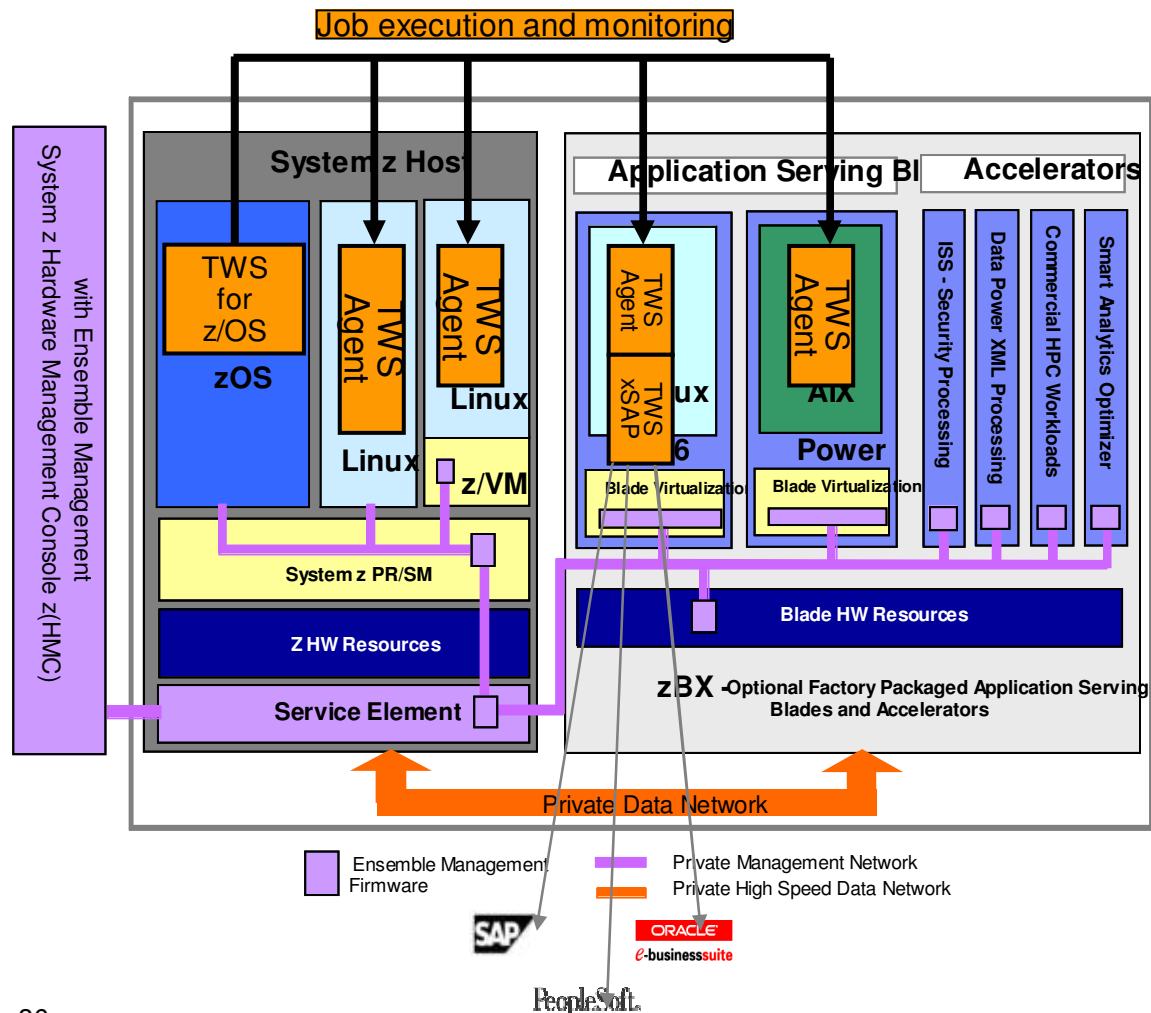 Job execution and monitoring
System z Hardware Management Console z(HMC)
with Ensemble Management
System z Host
TWS
for
z/OS
zOS
TWS
Agent
Linux
TWS
Agent
Linux
z/VM
System z PR/SM
Z HW Resources
Service Element
Application Serving Bl
Accelerators
TWS
Agent
TWS
xSAP
ux
6
Blade Virtualization
TWS
Agent
AIX
Power
Blade Virtualization
ISS - Security Processing
Data Power XML Processing
Commercial HPC Workloads
Smart Analytics Optimizer
Blade HW Resources
zBX -Optional Factory Packaged Application Serving
Blades and Accelerators
Private Data Network
Ensemble Management
Firmware
Private Management Network
Private High Speed Data Network
SAP
ORACLE
e-businesssuite
PeopleSoft.